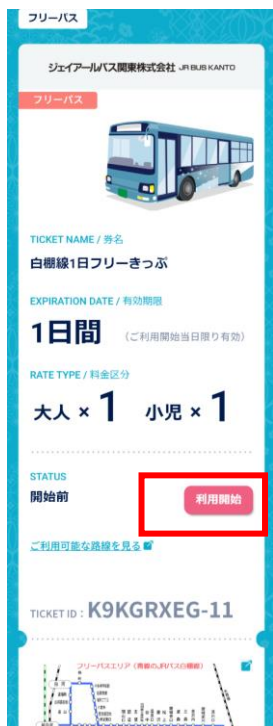 フリーパス
ジェイアールバス関東株式会社 JR BUS KANTO
フリーパス
TICKET NAME / 券名
白棚線1日フリーきっぷ
EXPIRATION DATE / 有効期限
1日間 (ご利用開始当日限り有効)
RATE TYPE / 料金区分
大人 × 1 小児 × 1
STATUS
開始前
利用開始
ご利用可能な路線を見る
TICKET ID : K9KGRXEG-11
フリーパスエリア (青線のJRバス白棚線)